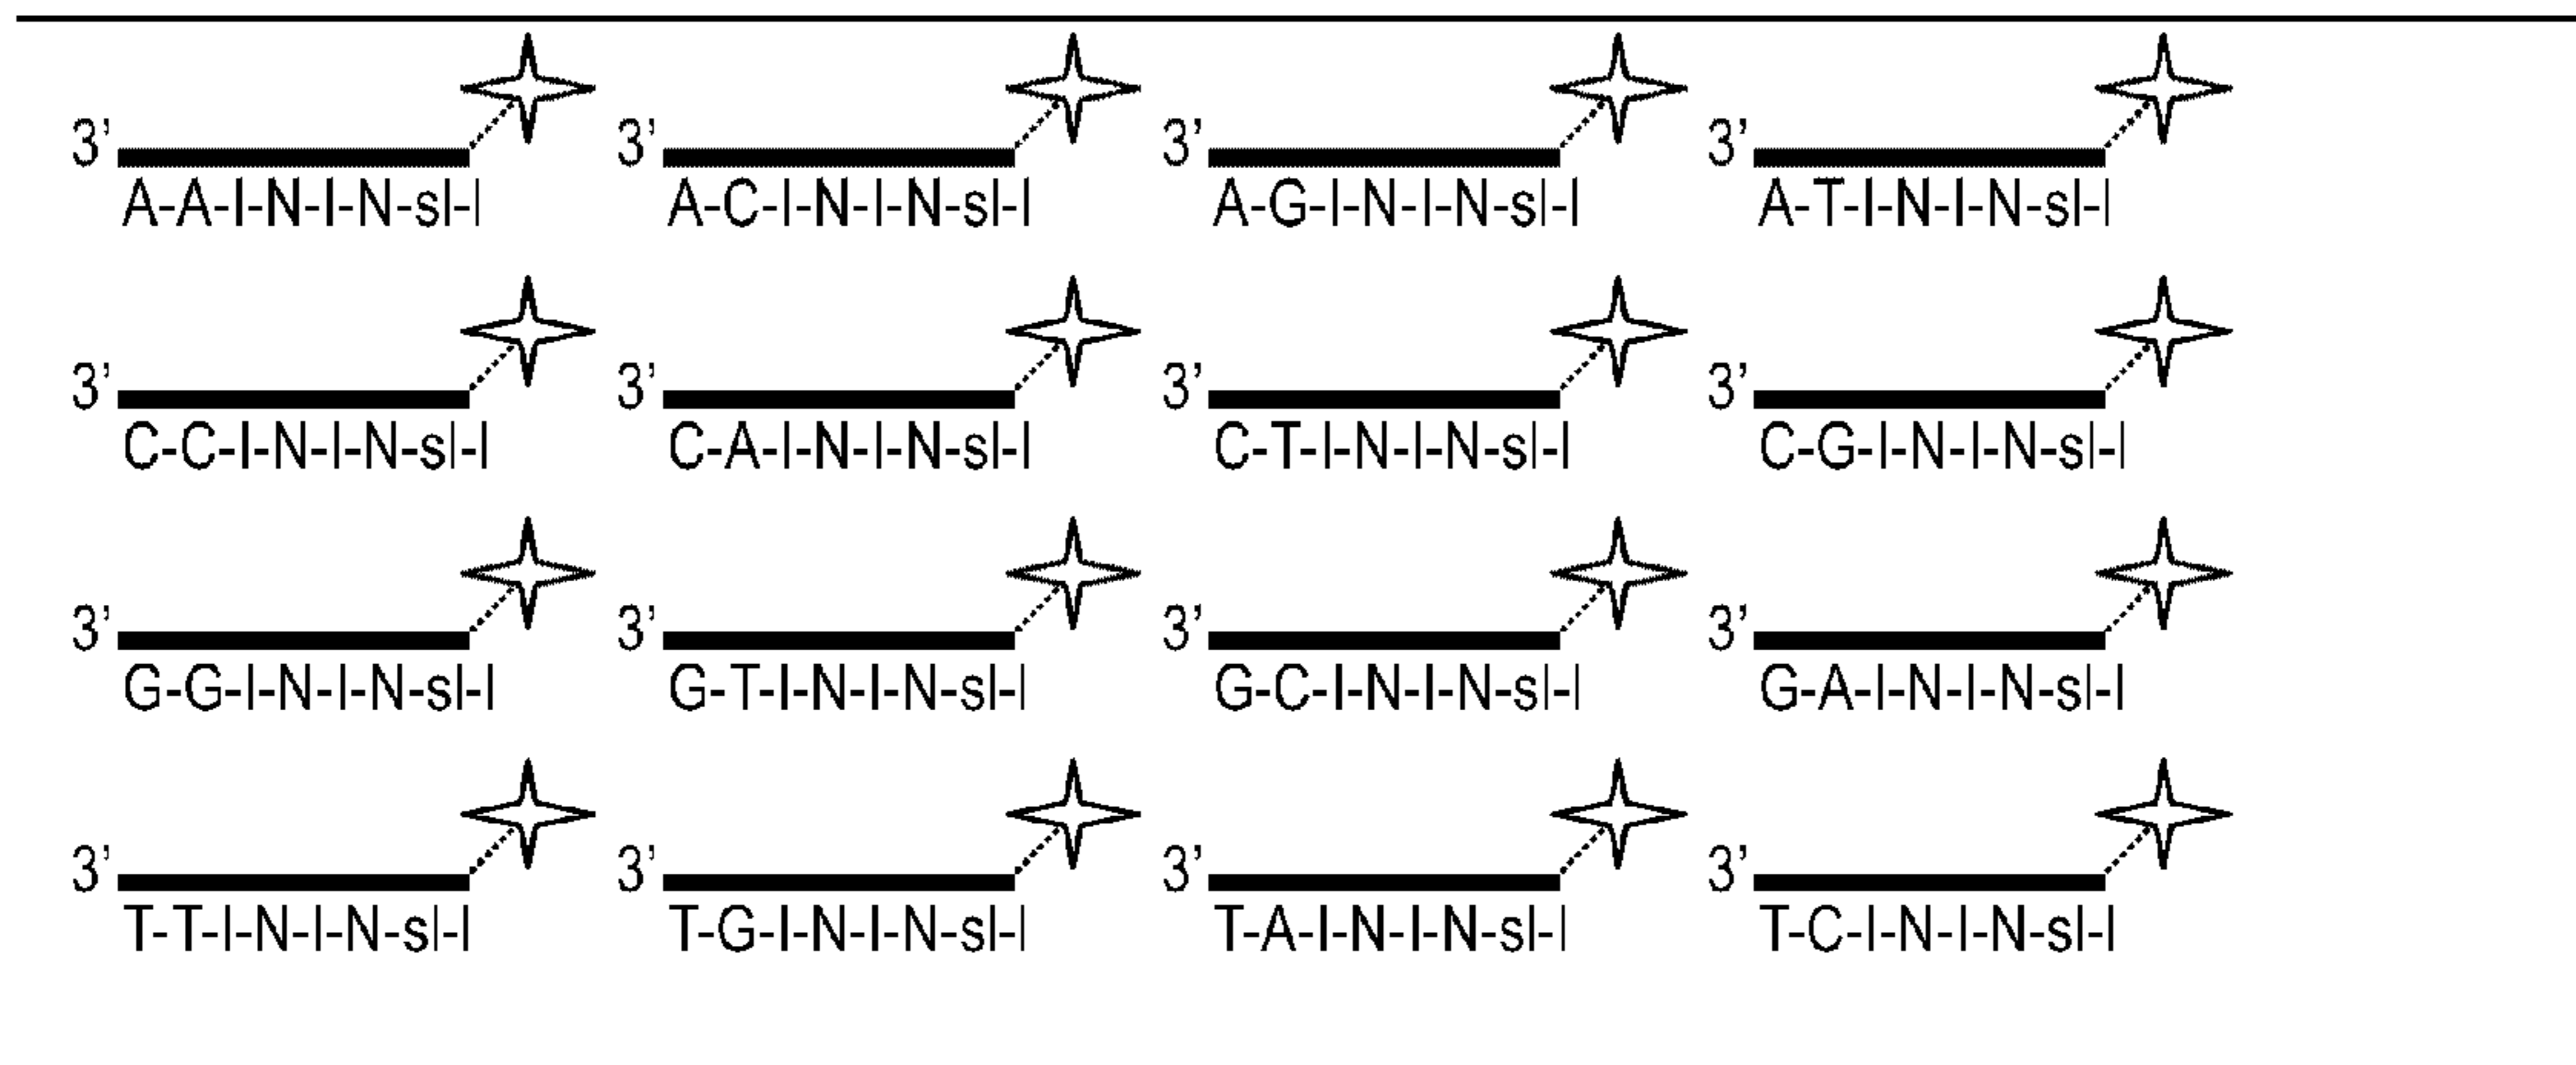 3' 3' 3' 3'
A-A-I-N-I-N-sI-I A-C-I-N-I-N-sI-I A-G-I-N-I-N-sI-I A-T-I-N-I-N-sI-I
3' 3' 3' 3'
C-C-I-N-I-N-sI-I C-A-I-N-I-N-sI-I C-T-I-N-I-N-sI-I C-G-I-N-I-N-sI-I
3' 3' 3' 3'
G-G-I-N-I-N-sI-I G-T-I-N-I-N-sI-I G-C-I-N-I-N-sI-I G-A-I-N-I-N-sI-I
3' 3' 3' 3'
T-T-I-N-I-N-sI-I T-G-I-N-I-N-sI-I T-A-I-N-I-N-sI-I T-C-I-N-I-N-sI-I